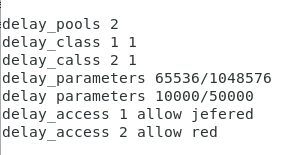 delay_pools 2
delay_class 1 1
delay_calss 2 1
delay_parameters 65536/1048576
delay parameters 10000/50000
delay_access 1 allow jefered
delay_access 2 allow red